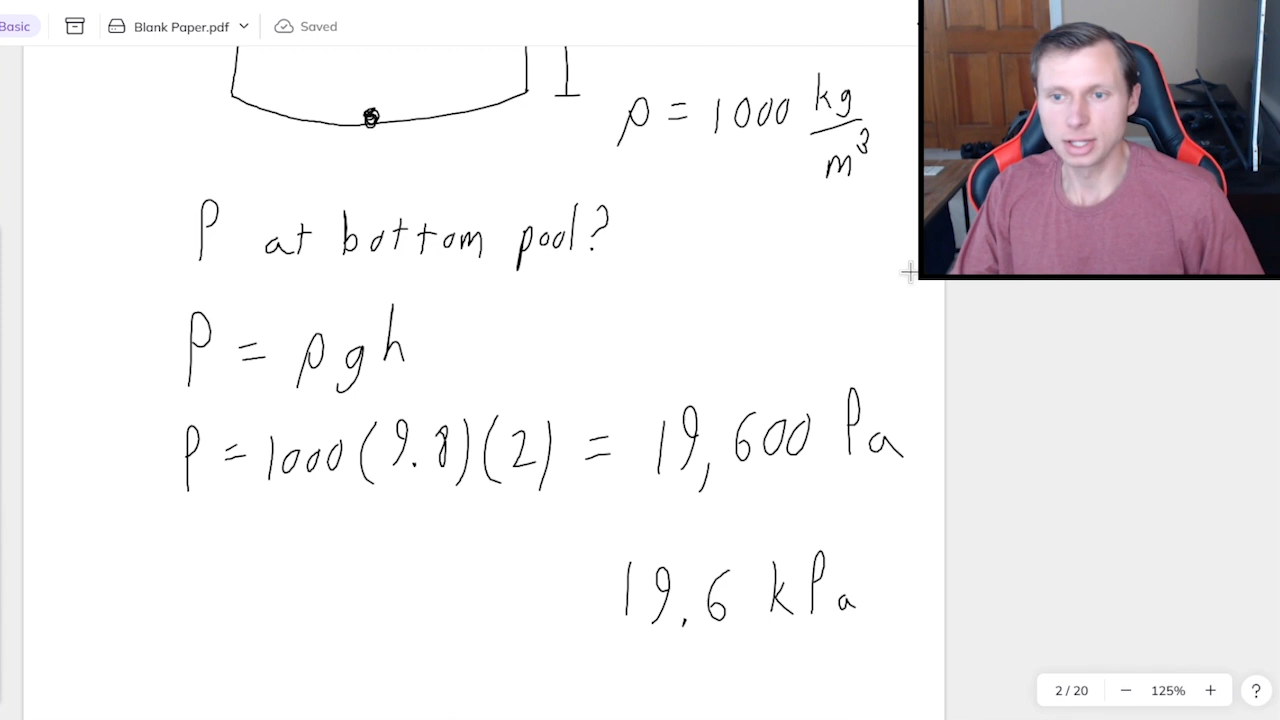 Basic
Blank Paper.pdf
Saved
ρ = 1000 kg/m³
P at bottom pool?
P = ρgh
P = 1000(9.8)(2) = 19,600 Pa
19.6 kPa
2 / 20
125%
?